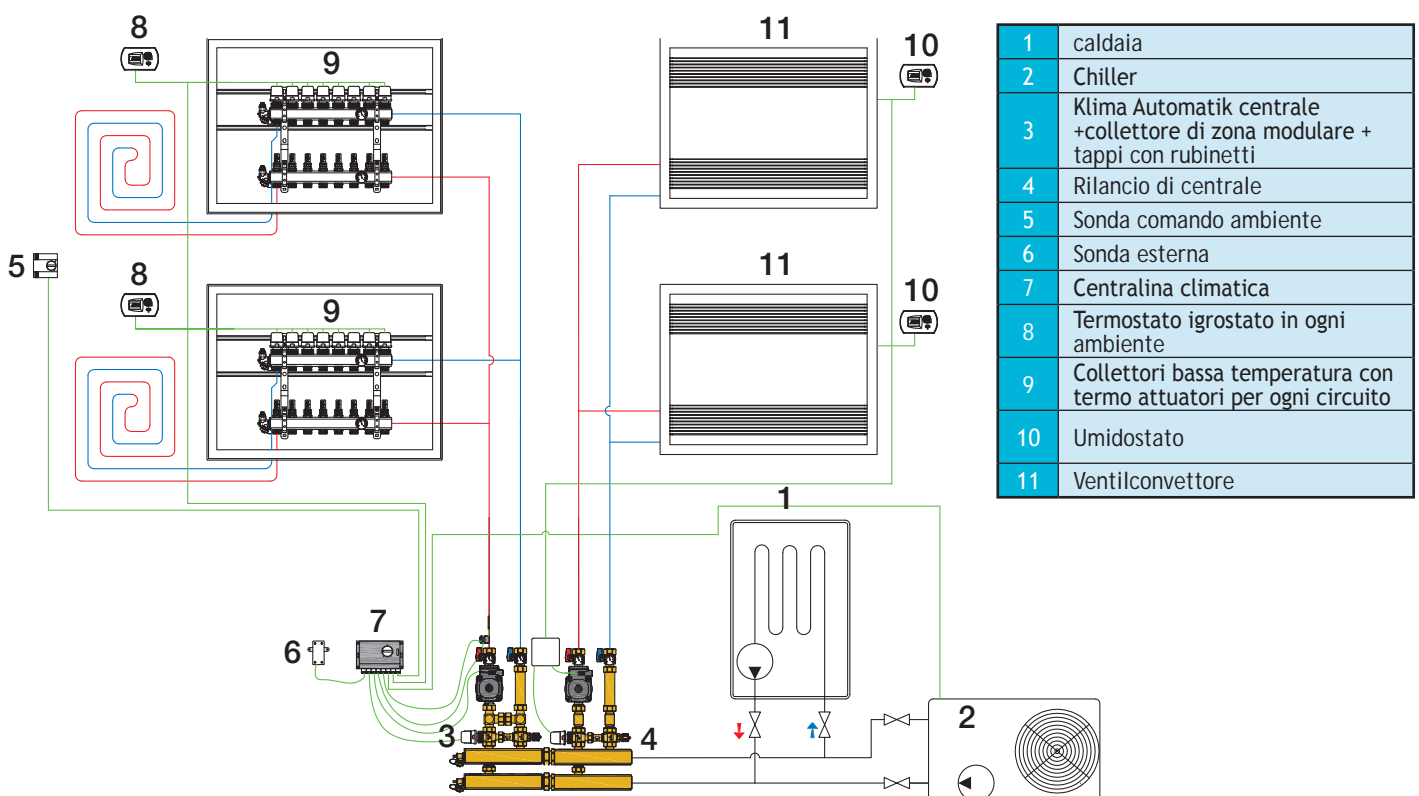 8
9
11
10
5
8
9
11
10
1
7
6
3
4
2
1 caldaia
2 Chiller
3 Klima Automatik centrale
+collettore di zona modulare +
tappi con rubinetti
4 Rilancio di centrale
5 Sonda comando ambiente
6 Sonda esterna
7 Centralina climatica
8 Termostato igrostato in ogni
ambiente
9 Collettori bassa temperatura con
termo attuatori per ogni circuito
10 Umidostato
11 Ventilconvettore